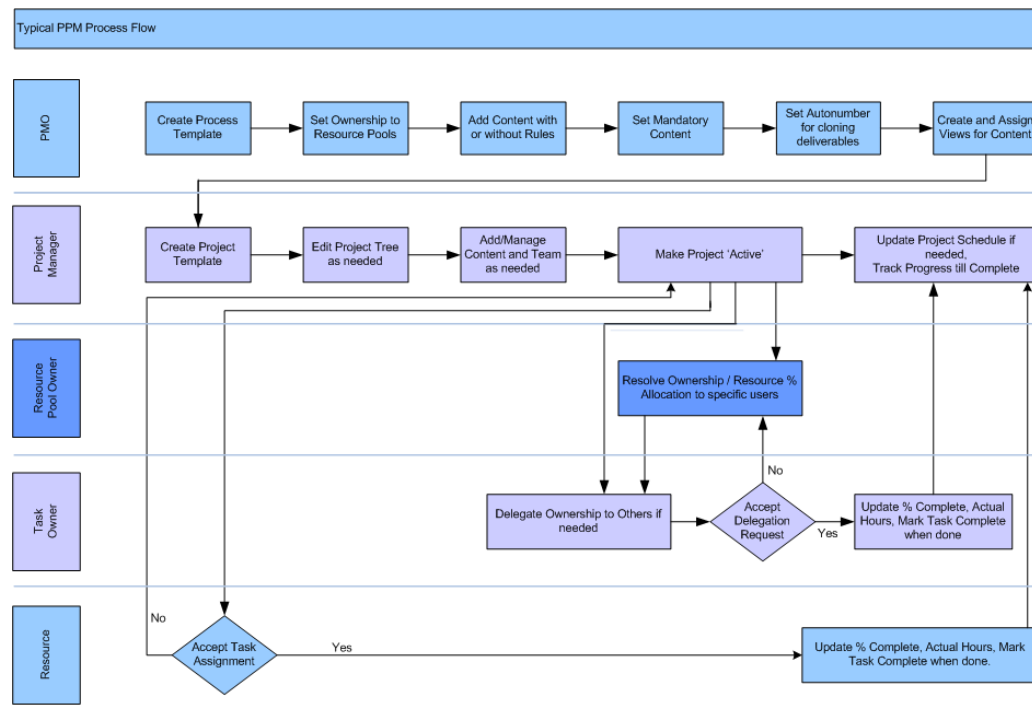 Typical PPM Process Flow
PMO
Create Process
Template
Set Ownership to
Resource Pools
Add Content with
or without Rules
Set Mandatory
Content
Set Autonumber
for cloning
deliverables
Create and Assign
Views for Content
Project
Manager
Create Project
Template
Edit Project Tree
as needed
Add/Manage
Content and Team
as needed
Make Project 'Active'
Update Project Schedule if
needed,
Track Progress till Complete
Resource
Pool Owner
Resolve Ownership / Resource %
Allocation to specific users
No
Task
Owner
Delegate Ownership to Others if
needed
Accept
Delegation
Request
Yes
Update % Complete, Actual
Hours, Mark Task Complete
when done
Resource
No
Accept Task
Assignment
Yes
Update % Complete, Actual Hours, Mark
Task Complete when done.